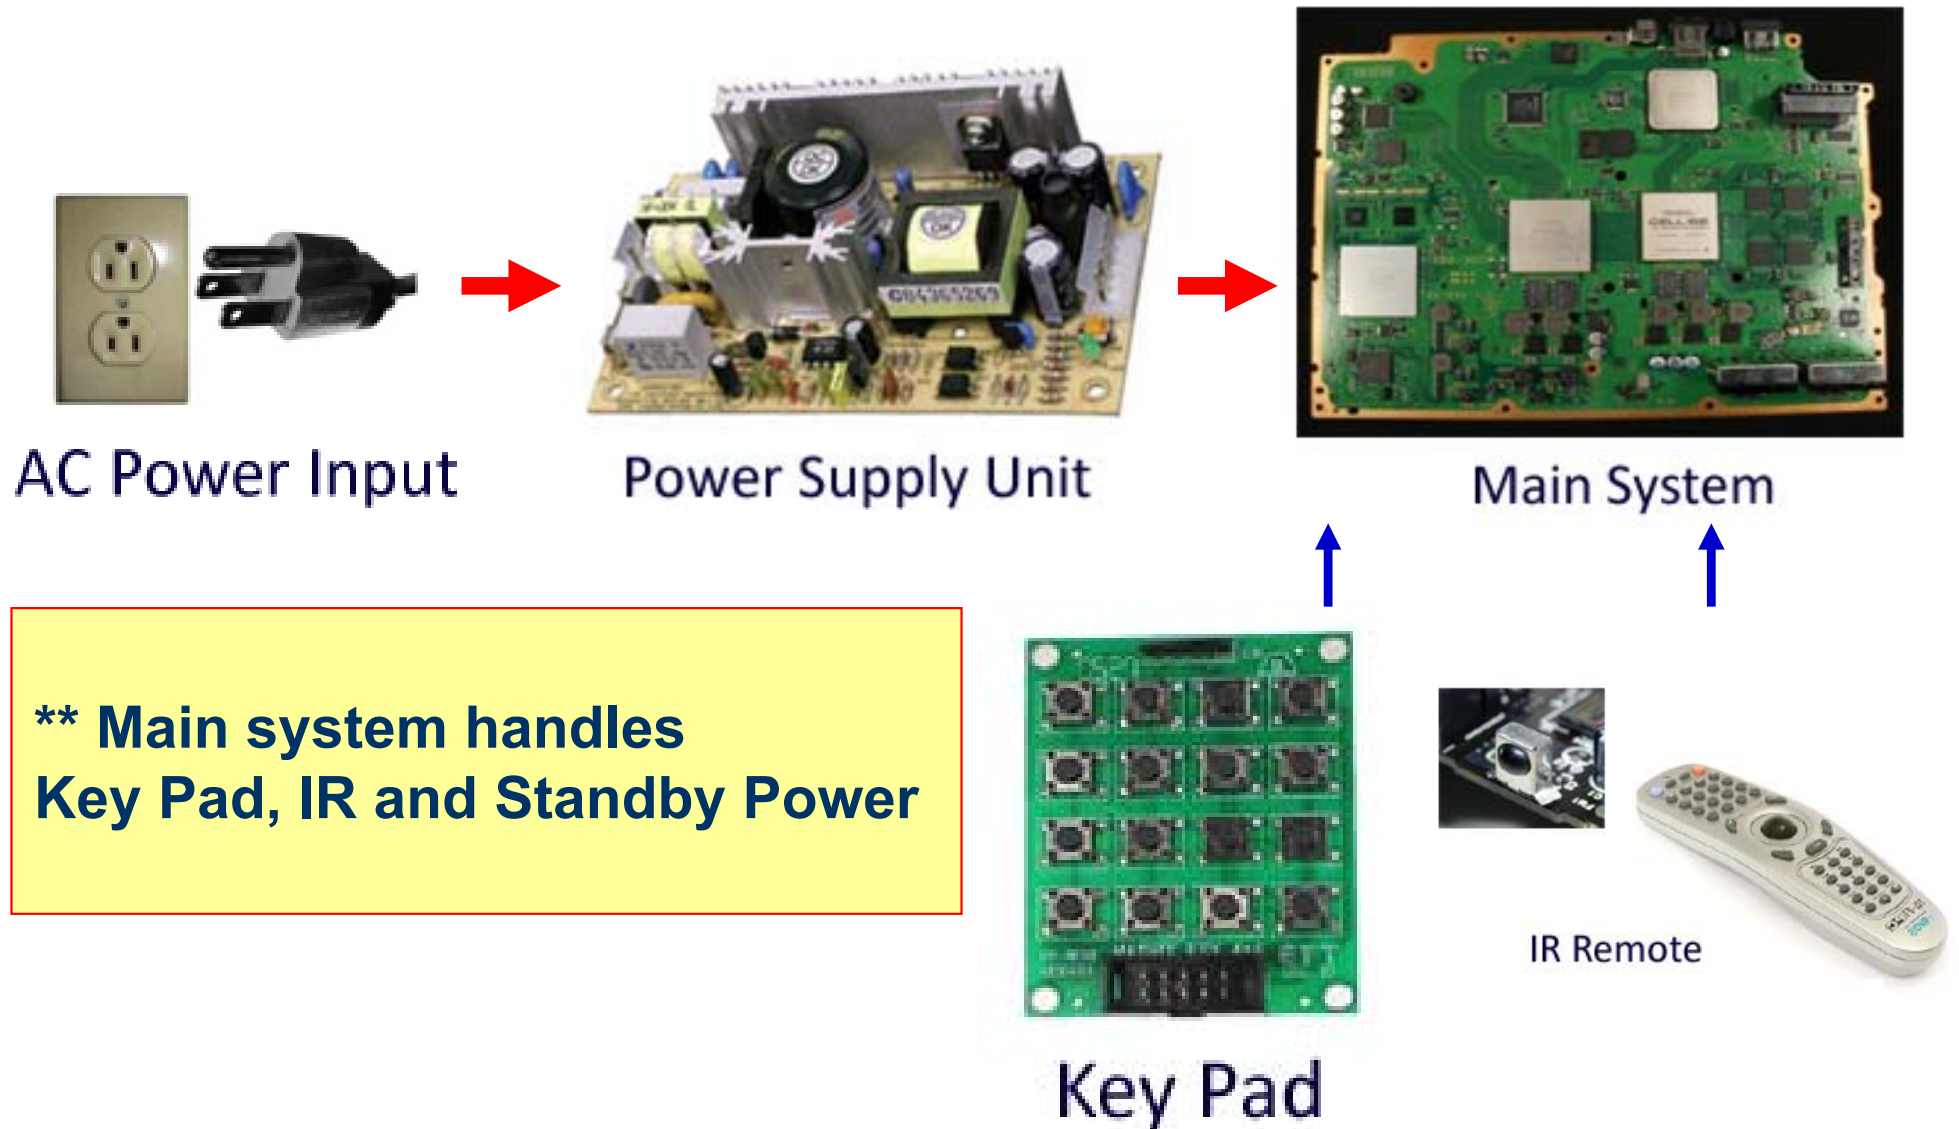 AC Power Input
Power Supply Unit
Main System
** Main system handles
Key Pad, IR and Standby Power
IR Remote
Key Pad